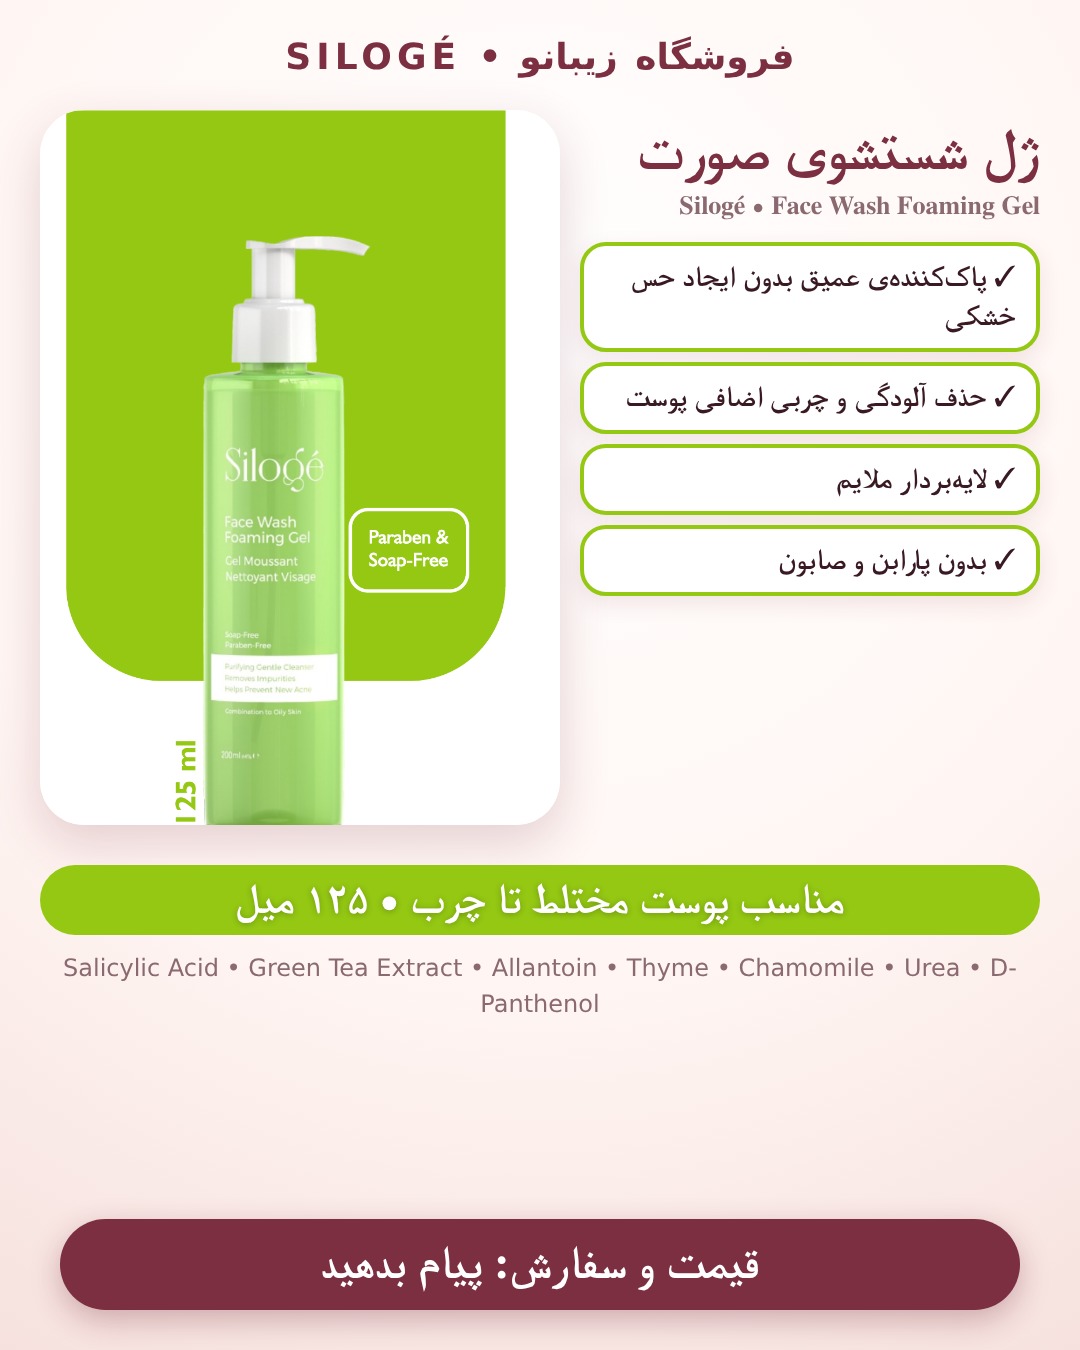 فروشگاه زیبانو • SILOGÉ
ژل شستشوی صورت
Silogé • Face Wash Foaming Gel
✓ پاک‌کننده‌ی عمیق بدون ایجاد حس
خشکی
✓ حذف آلودگی و چربی اضافی پوست
✓ لایه‌بردار ملایم
✓ بدون پارابن و صابون
Silogé
Face Wash
Foaming Gel
Gel Moussant
Nettoyant Visage
Paraben &
Soap-Free
Soap-Free
Paraben-Free
Purifying Gentle Cleanser
Removes Impurities
Helps Prevent New Acne
Combination to Oily Skin
200ml
125 ml
مناسب پوست مختلط تا چرب • ۱۲۵ میل
Salicylic Acid • Green Tea Extract • Allantoin • Thyme • Chamomile • Urea • D-
Panthenol
قیمت و سفارش: پیام بدهید